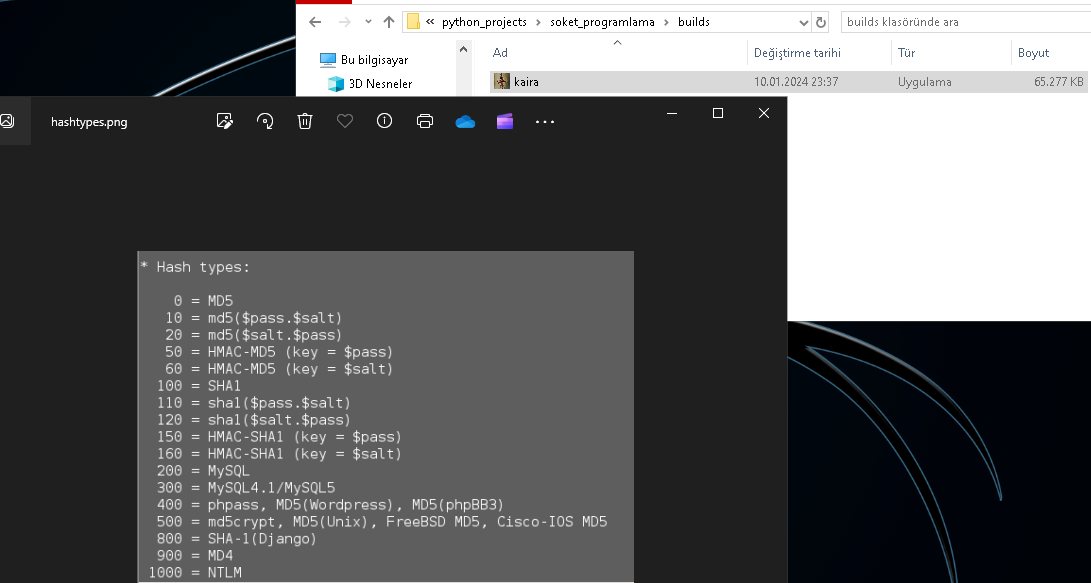 « python_projects › soket_programlama › builds
builds klasöründe ara
Bu bilgisayar
3D Nesneler
Ad Değiştirme tarihi Tür Boyut
kaira 10.01.2024 23:37 Uygulama 65.277 KB
hashtypes.png
* Hash types:
0 = MD5
10 = md5($pass.$salt)
20 = md5($salt.$pass)
50 = HMAC-MD5 (key = $pass)
60 = HMAC-MD5 (key = $salt)
100 = SHA1
110 = sha1($pass.$salt)
120 = sha1($salt.$pass)
150 = HMAC-SHA1 (key = $pass)
160 = HMAC-SHA1 (key = $salt)
200 = MySQL
300 = MySQL4.1/MySQL5
400 = phpass, MD5(Wordpress), MD5(phpBB3)
500 = md5crypt, MD5(Unix), FreeBSD MD5, Cisco-IOS MD5
800 = SHA-1(Django)
900 = MD4
1000 = NTLM